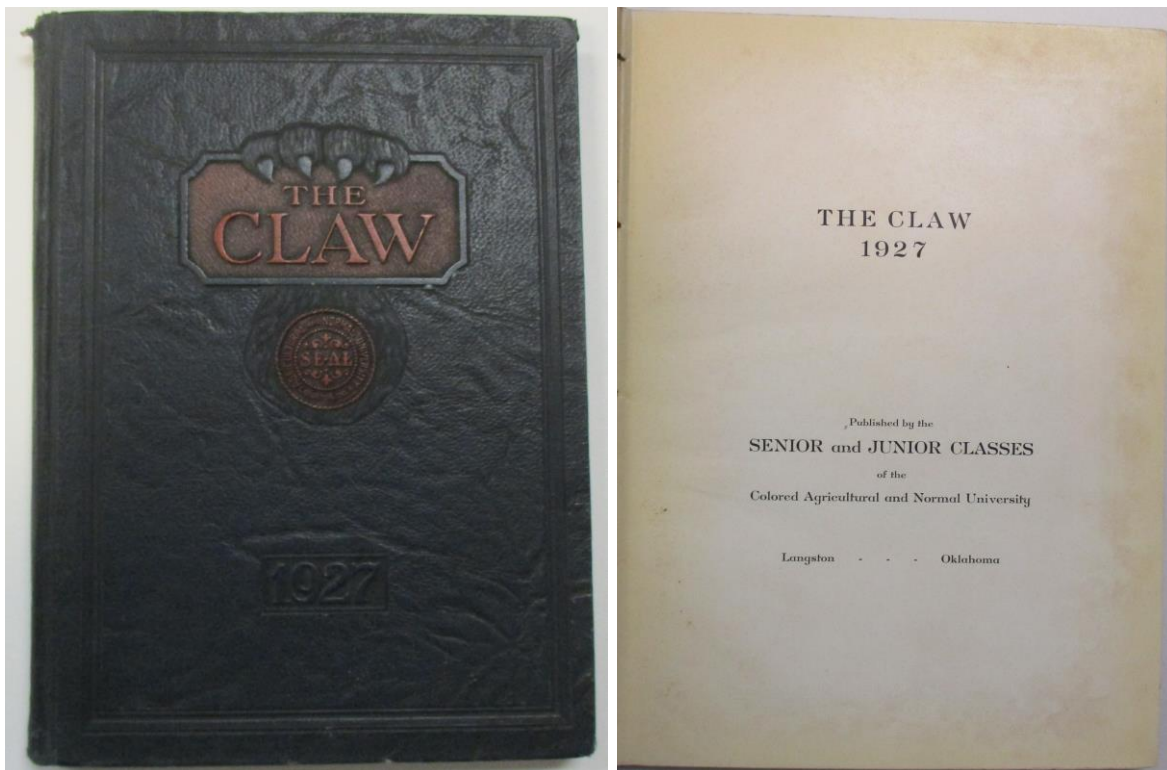 THE
CLAW
SEAL
1927
THE CLAW
1927
Published by the
SENIOR and JUNIOR CLASSES
of the
Colored Agricultural and Normal University
Langston - - - Oklahoma